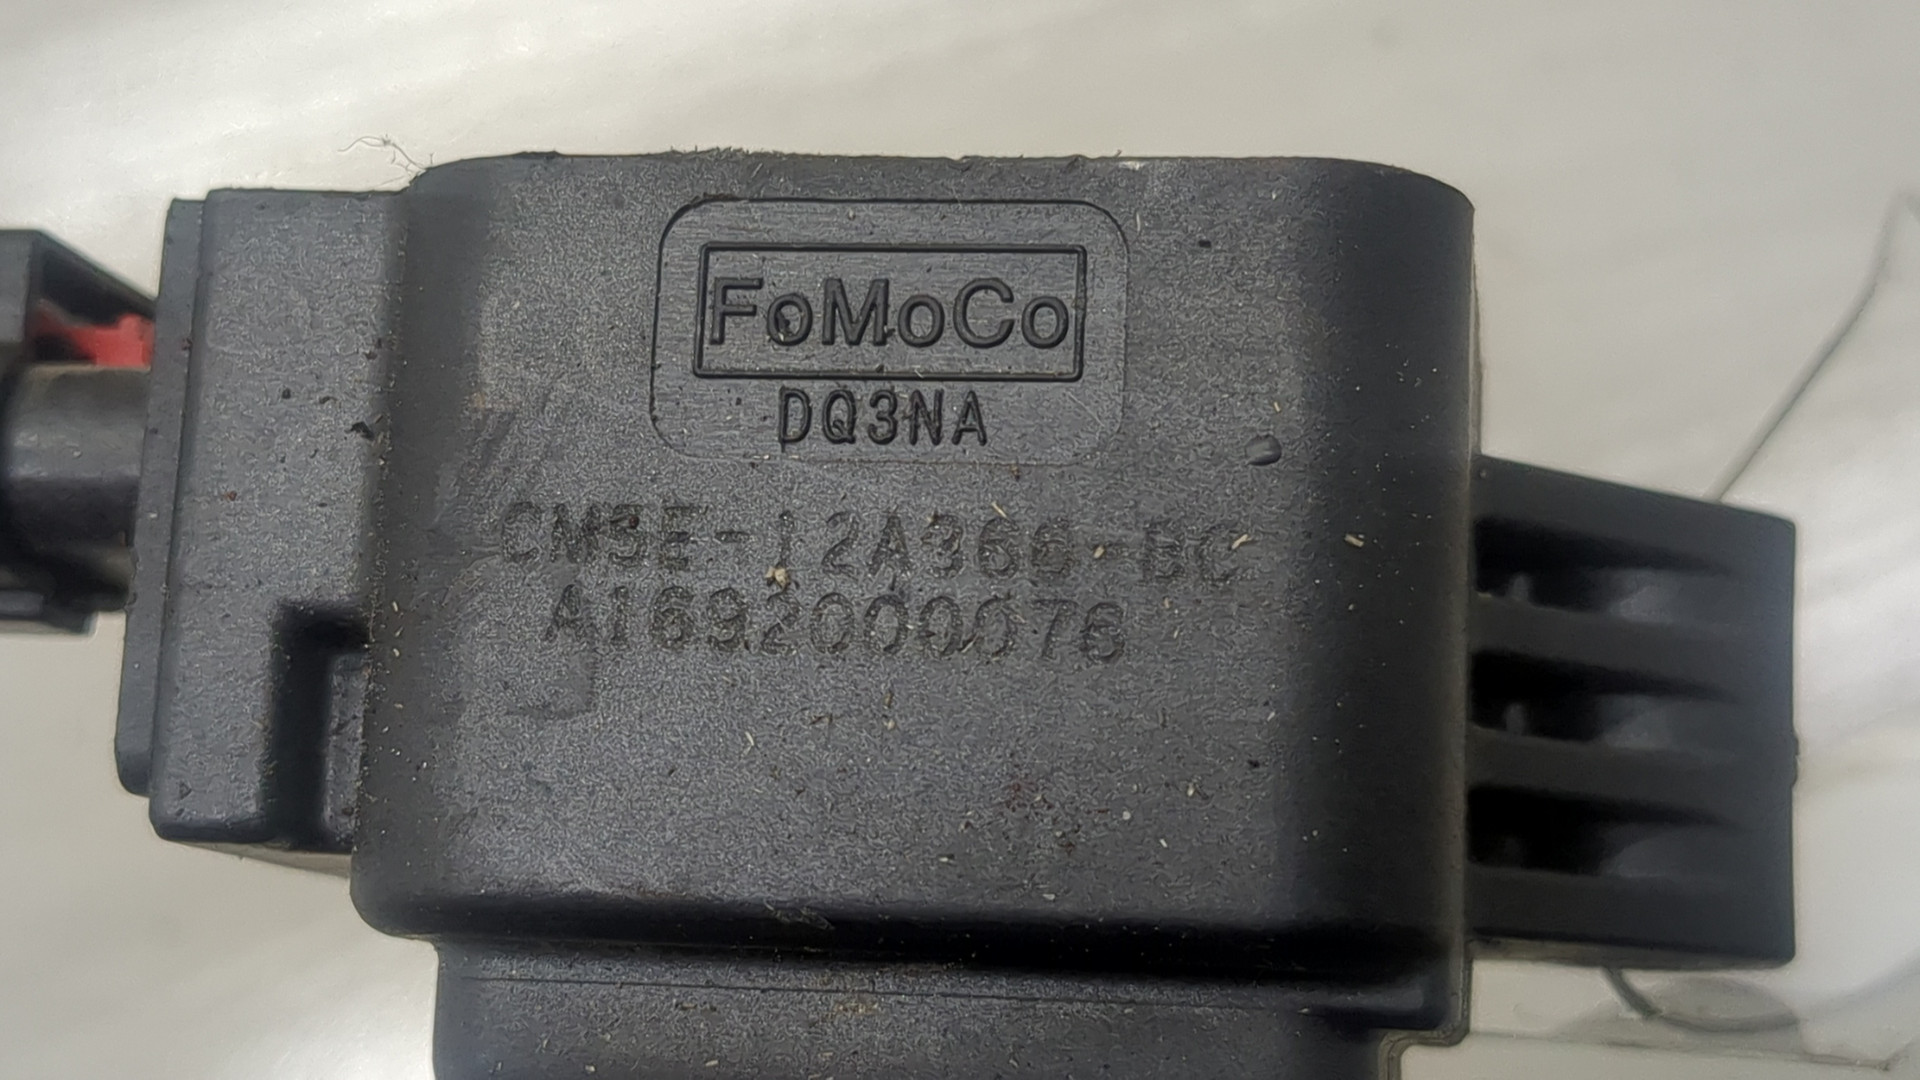 FoMoCo
DQ3NA
CM5E-12A366-BC
A1692000076